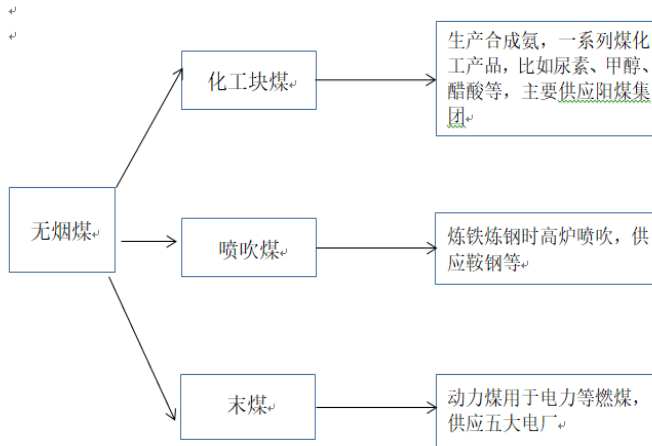 化工块煤
生产合成氨，一系列煤化
工产品，比如尿素、甲醇、
醋酸等，主要供应阳煤集
团
无烟煤
喷吹煤
炼铁炼钢时高炉喷吹，供
应鞍钢等
末煤
动力煤用于电力等燃煤，
供应五大电厂